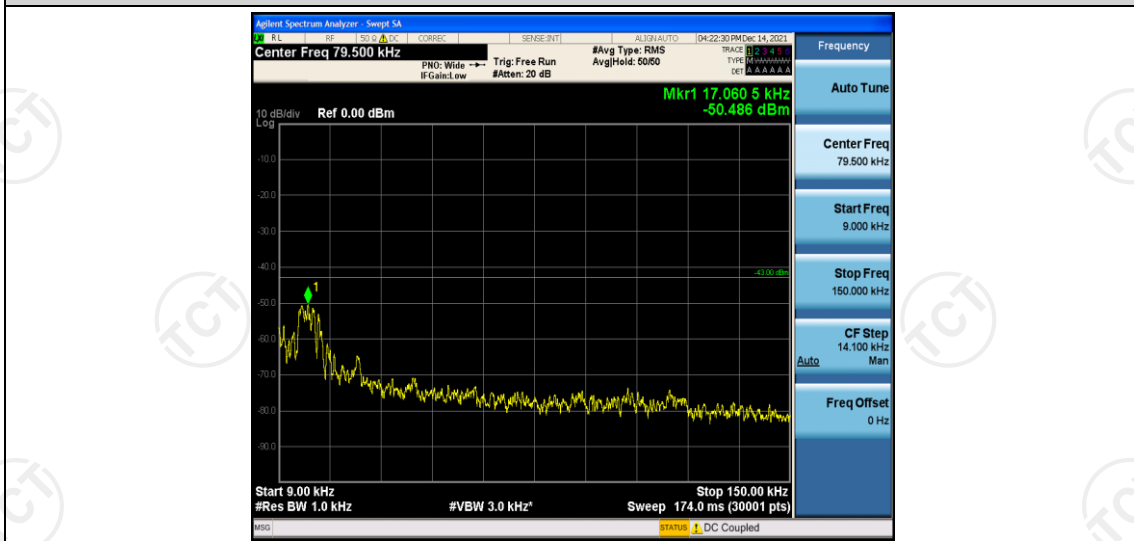 Agilent Spectrum Analyzer - Swept SA
RL RF 50 Ω DC CORREC SENSE:INT ALIGN AUTO 04:22:30 PM Dec 14, 2021
Center Freq 79.500 kHz #Avg Type: RMS TRACE 1 2 3 4 5 6
PNO: Wide Trig: Free Run Avg|Hold: 50/50 TYPE M
IFGain:Low #Atten: 20 dB DET A A A A A A
Mkr1 17.060 5 kHz
-50.486 dBm
10 dB/div Ref 0.00 dBm
Log
-10.0
-20.0
-30.0
-40.0
-43.00 dBm
1
-50.0
-60.0
-70.0
-80.0
-90.0
Start 9.00 kHz Stop 150.00 kHz
#Res BW 1.0 kHz #VBW 3.0 kHz* Sweep 174.0 ms (30001 pts)
MSG STATUS DC Coupled
Frequency
Auto Tune
Center Freq
79.500 kHz
Start Freq
9.000 kHz
Stop Freq
150.000 kHz
CF Step
14.100 kHz
Auto Man
Freq Offset
0 Hz
TCT
TCT
TCT
TCT